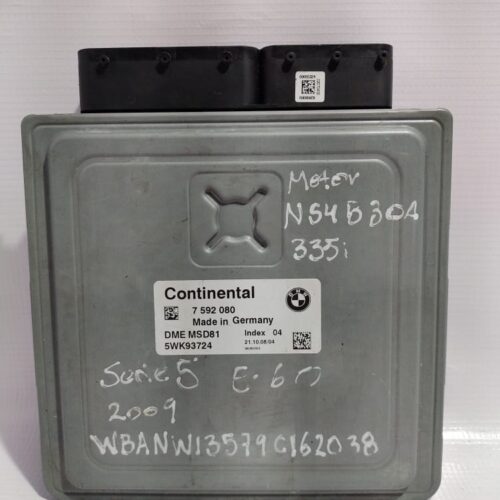 Motor
N54B30A
335i
Continental
BMW
7 592 080
Made in Germany
DME MSD81
Index 04
5WK93724
21.10.08/04
Serie 5 E-60
2009
WBANW13579C162038